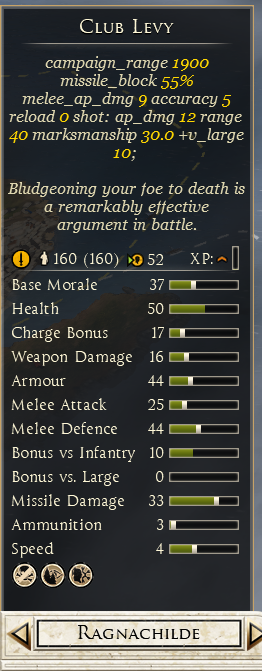 Club Levy
campaign_range 1900
missile_block 55%
melee_ap_dmg 9 accuracy 5
reload 0 shot: ap_dmg 12 range
40 marksmanship 30.0 +v_large
10;
Bludgeoning your foe to death is
a remarkably effective
argument in battle.
160 (160) 52 XP:
Base Morale 37
Health 50
Charge Bonus 17
Weapon Damage 16
Armour 44
Melee Attack 25
Melee Defence 44
Bonus vs Infantry 10
Bonus vs. Large 0
Missile Damage 33
Ammunition 3
Speed 4
Ragnachilde